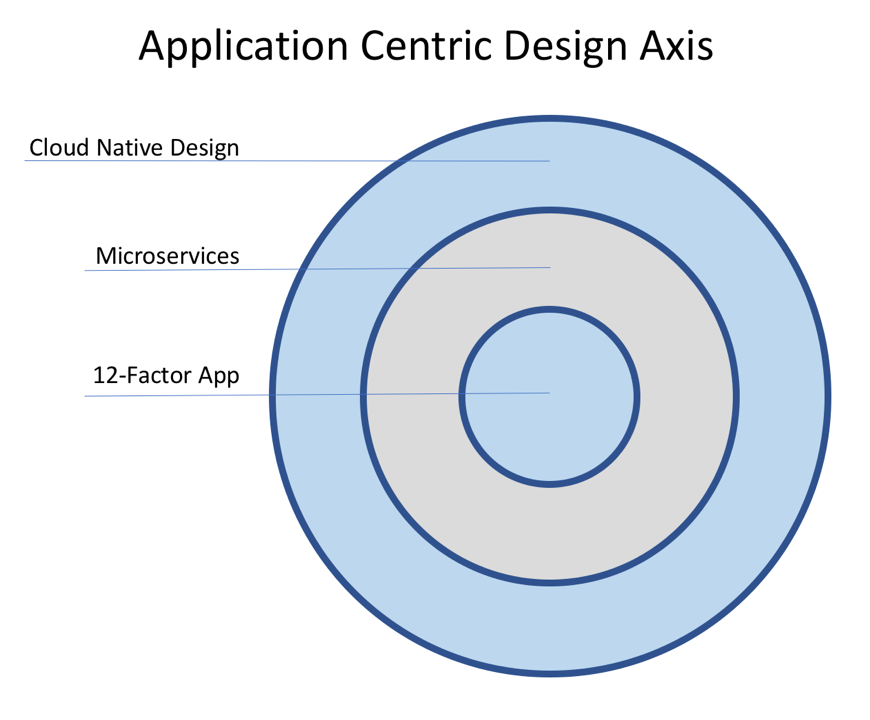 Application Centric Design Axis
Cloud Native Design
Microservices
12-Factor App